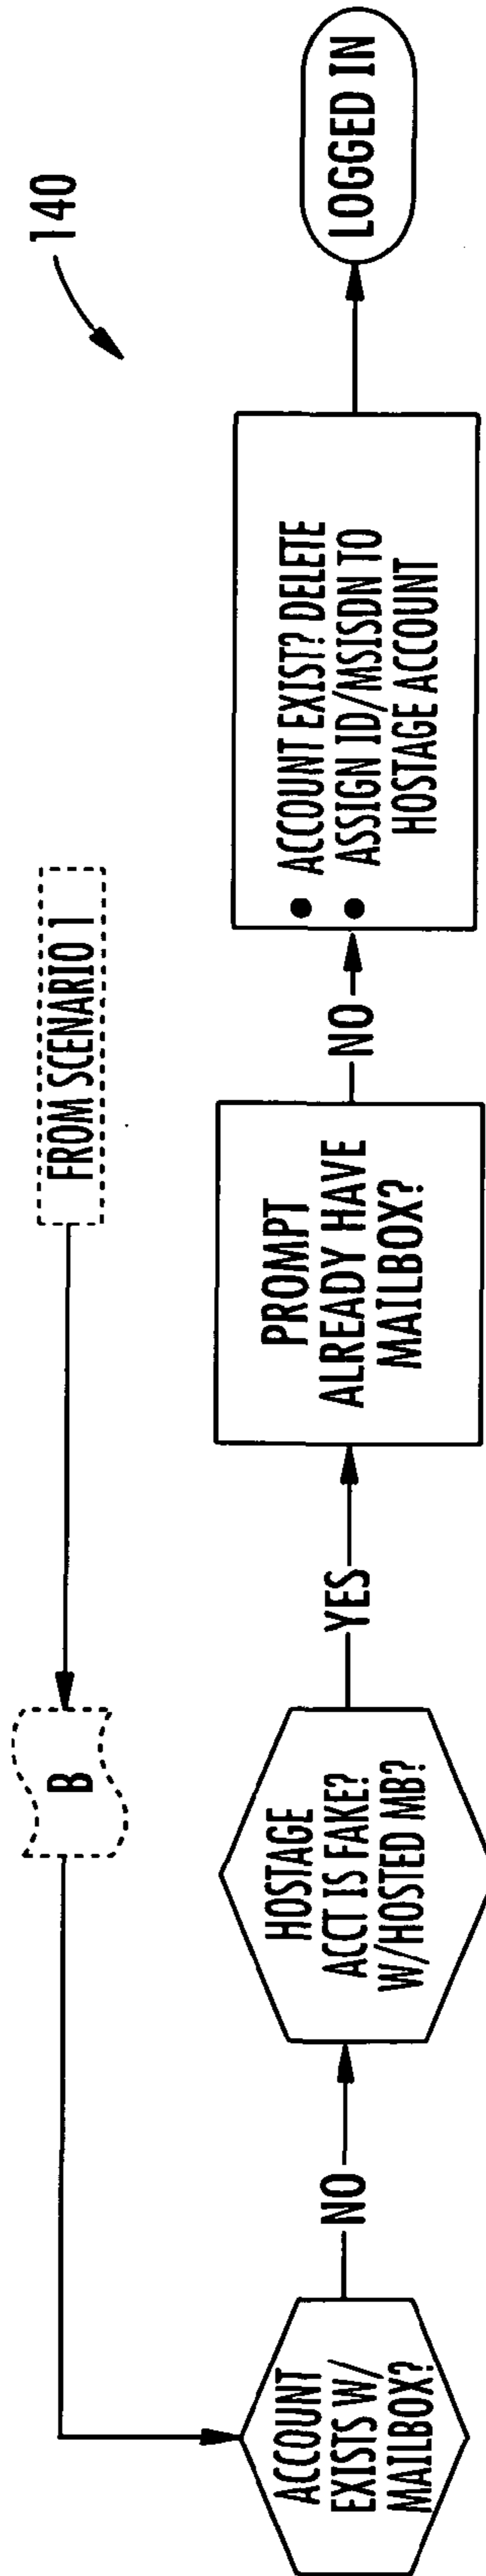 140
FROM SCENARIO 1
B
ACCOUNT
EXISTS W/
MAILBOX?
NO
HOSTAGE
ACCT IS FAKE?
W/HOSTED MB?
YES
PROMPT
ALREADY HAVE
MAILBOX?
NO
● ACCOUNT EXIST? DELETE
● ASSIGN ID/MSISDN TO
HOSTAGE ACCOUNT
LOGGED IN